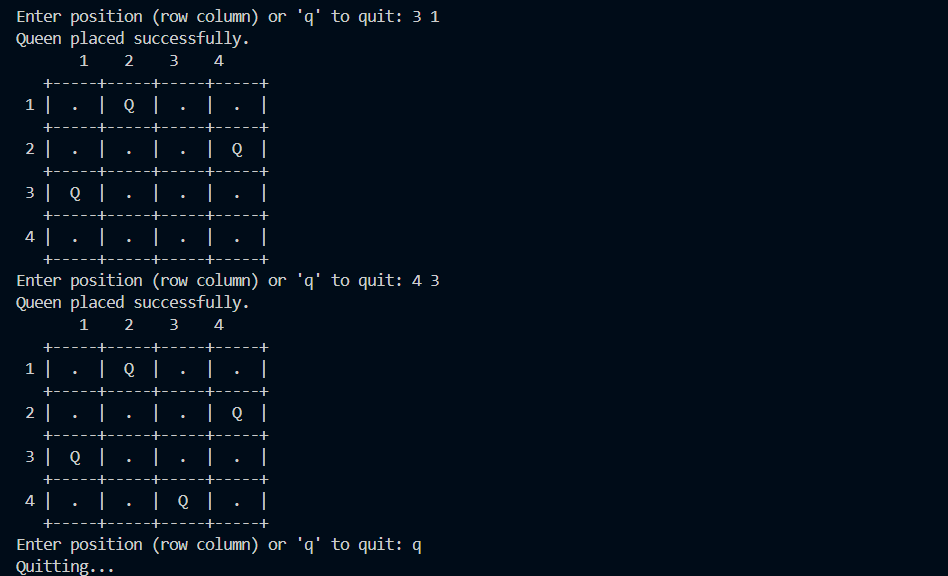 Enter position (row column) or 'q' to quit: 3 1
Queen placed successfully.
       1    2    3    4
   +-----+-----+-----+-----+
 1 |  .  |  Q  |  .  |  .  |
   +-----+-----+-----+-----+
 2 |  .  |  .  |  .  |  Q  |
   +-----+-----+-----+-----+
 3 |  Q  |  .  |  .  |  .  |
   +-----+-----+-----+-----+
 4 |  .  |  .  |  .  |  .  |
   +-----+-----+-----+-----+
Enter position (row column) or 'q' to quit: 4 3
Queen placed successfully.
       1    2    3    4
   +-----+-----+-----+-----+
 1 |  .  |  Q  |  .  |  .  |
   +-----+-----+-----+-----+
 2 |  .  |  .  |  .  |  Q  |
   +-----+-----+-----+-----+
 3 |  Q  |  .  |  .  |  .  |
   +-----+-----+-----+-----+
 4 |  .  |  .  |  Q  |  .  |
   +-----+-----+-----+-----+
Enter position (row column) or 'q' to quit: q
Quitting...